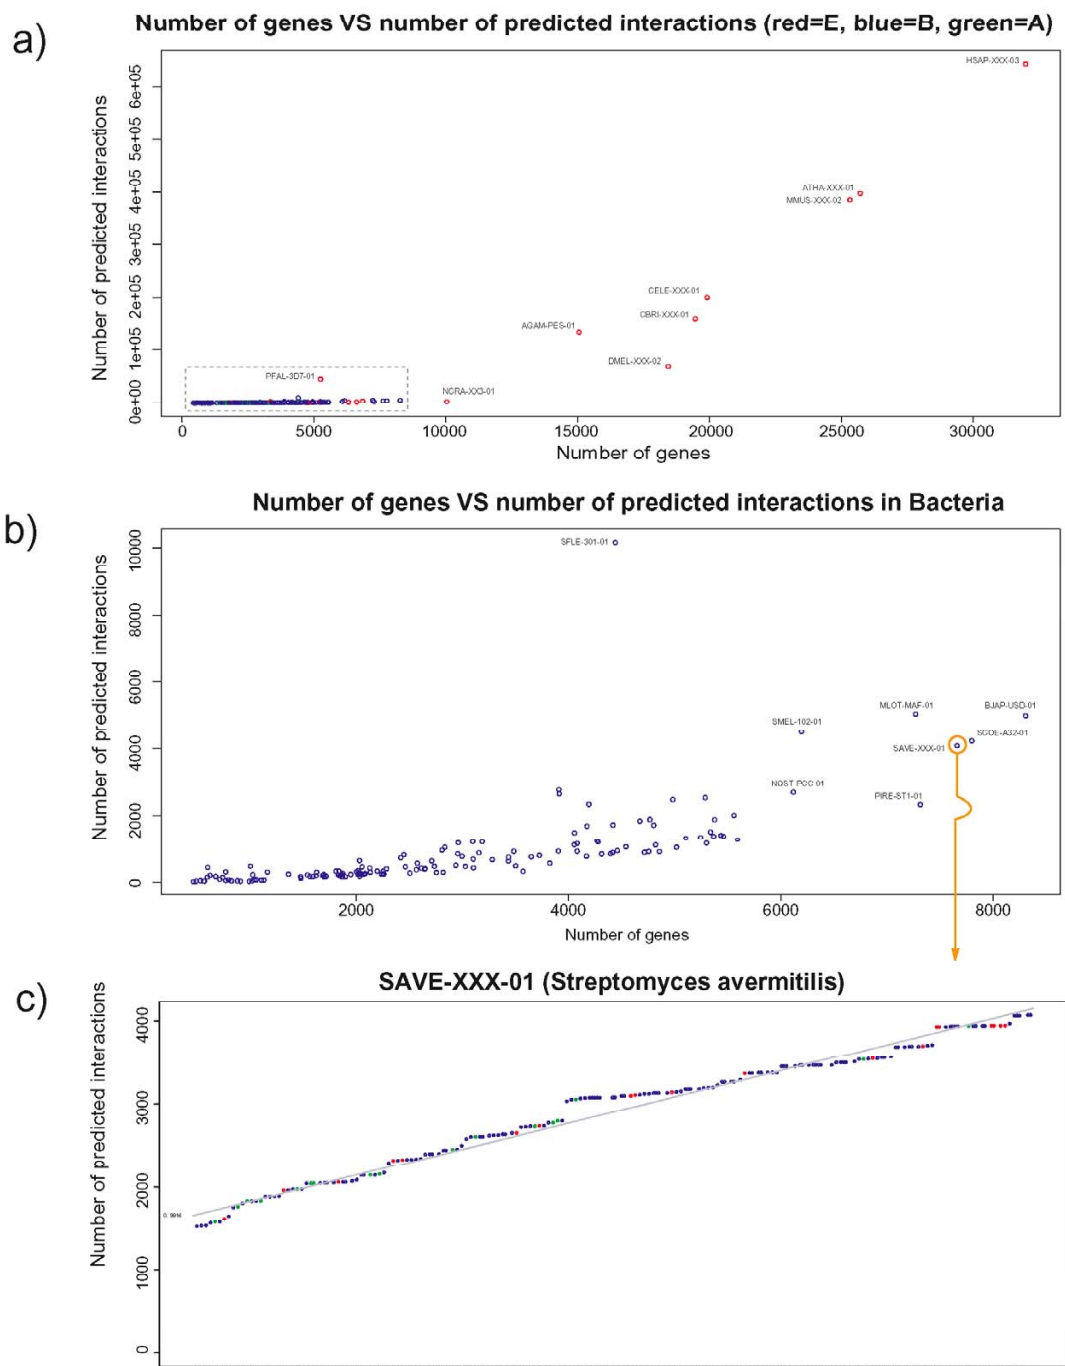 a)
Number of genes VS number of predicted interactions (red=E, blue=B, green=A)
Number of predicted interactions
6e+05
5e+05
4e+05
3e+05
2e+05
1e+05
0e+00
HSAP-XXX-03
ATHA-XXX-01
MMUS-XXX-02
CELE-XXX-01
CBRI-XXX-01
AGAM-PES-01
DMEL-XXX-02
PFAL-3D7-01
NCRA-XX3-01
0 5000 10000 15000 20000 25000 30000
Number of genes
b)
Number of genes VS number of predicted interactions in Bacteria
Number of predicted interactions
10000
8000
6000
4000
2000
0
SFLE-301-01
MLOT-MAF-01
BJAP-USD-01
SMEL-102-01
SCOE-A32-01
SAVE-XXX-01
NOST-PCC-01
PIRE-ST1-01
2000 4000 6000 8000
Number of genes
c)
SAVE-XXX-01 (Streptomyces avermitilis)
Number of predicted interactions
4000
3000
2000
1000
0